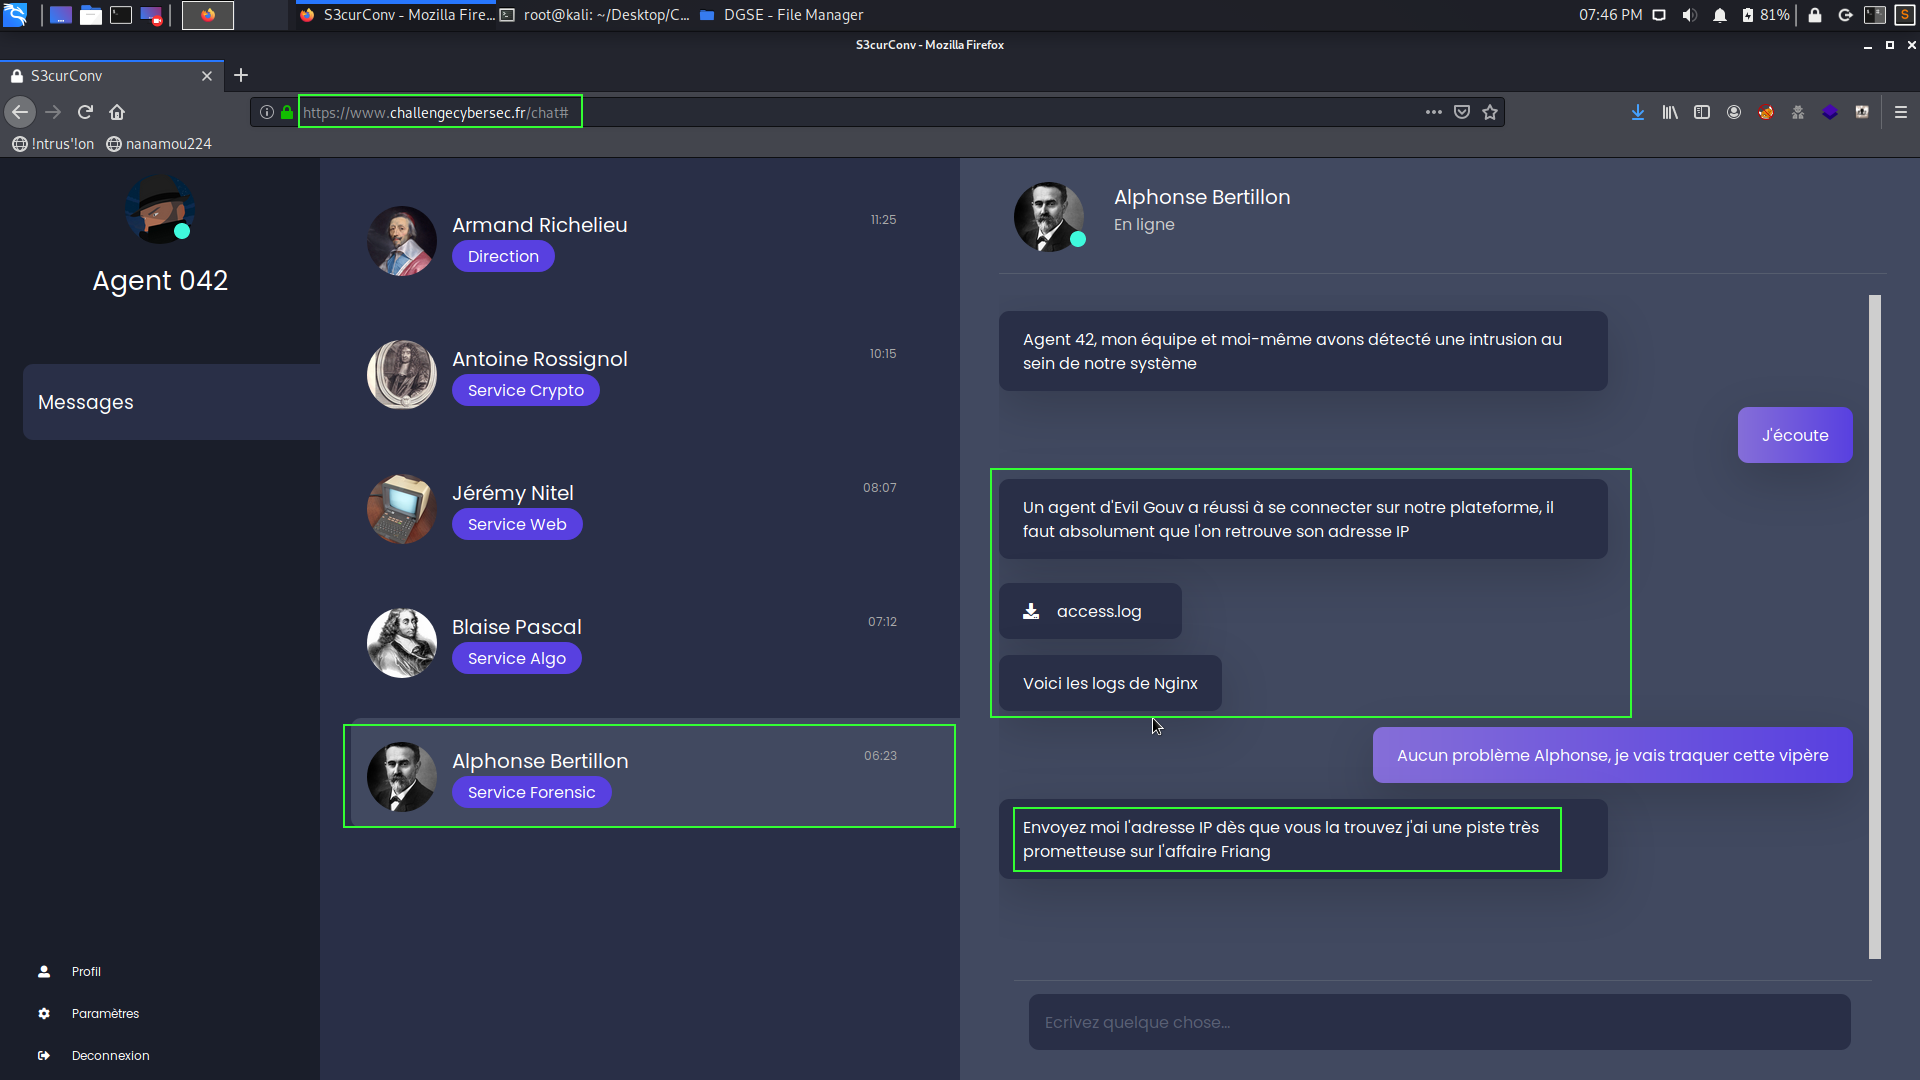 S3curConv - Mozilla Fire...
root@kali: ~/Desktop/C...
DGSE - File Manager
07:46 PM
81%
S3curConv - Mozilla Firefox
S3curConv
https://www.challengecybersec.fr/chat#
!ntrus'!on
nanamou224
Agent 042
Messages
Profil
Paramètres
Deconnexion
Armand Richelieu
11:25
Direction
Antoine Rossignol
10:15
Service Crypto
Jérémy Nitel
08:07
Service Web
Blaise Pascal
07:12
Service Algo
Alphonse Bertillon
06:23
Service Forensic
Alphonse Bertillon
En ligne
Agent 42, mon équipe et moi-même avons détecté une intrusion au
sein de notre système
J'écoute
Un agent d'Evil Gouv a réussi à se connecter sur notre plateforme, il
faut absolument que l'on retrouve son adresse IP
access.log
Voici les logs de Nginx
Aucun problème Alphonse, je vais traquer cette vipère
Envoyez moi l'adresse IP dès que vous la trouvez j'ai une piste très
prometteuse sur l'affaire Friang
Ecrivez quelque chose...